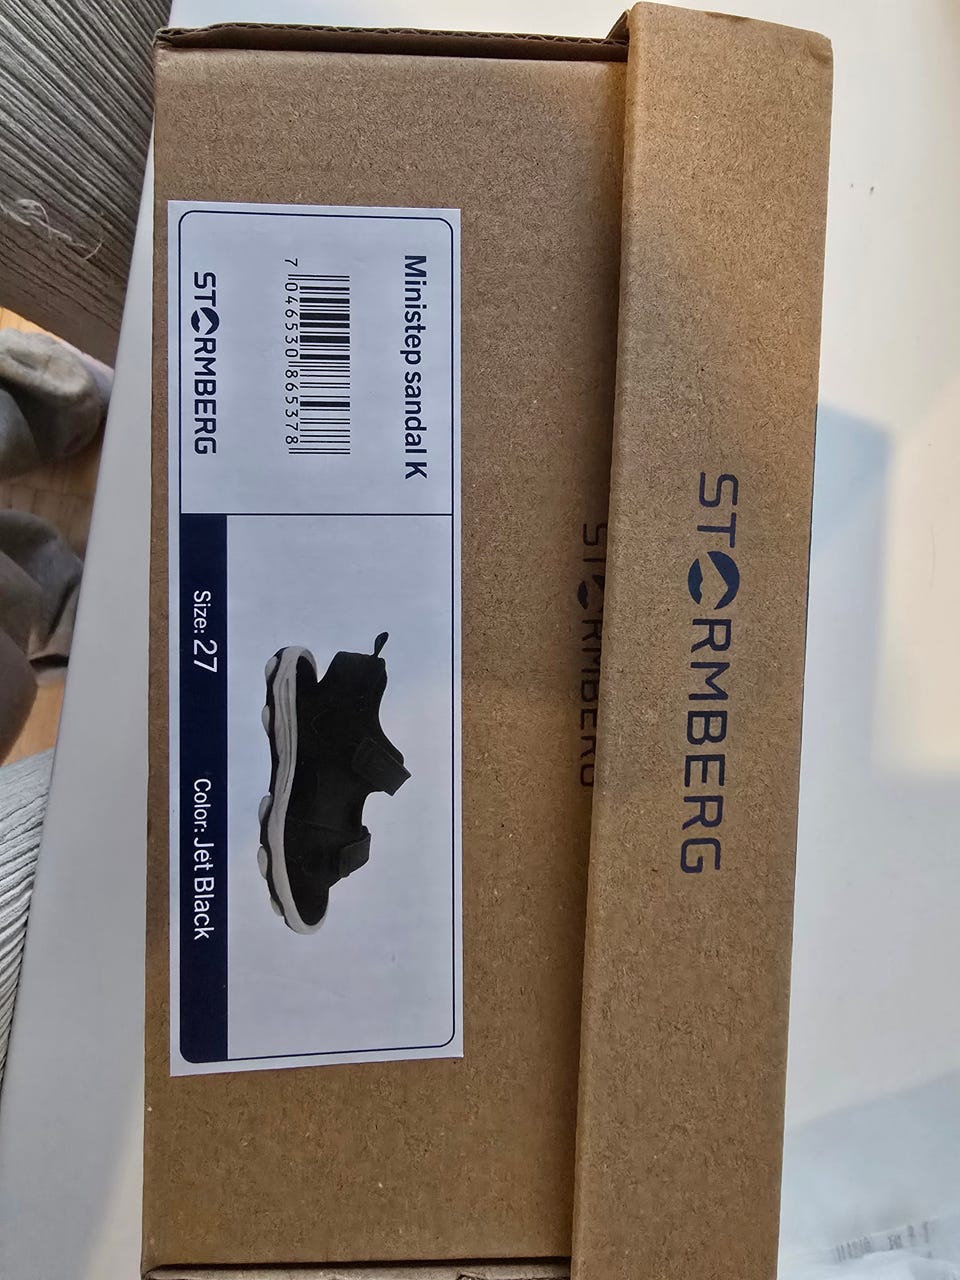 STORMBERG
STORMBERG
Ministep sandal K
7 046530 865378
STORMBERG
Size: 27 Color: Jet Black